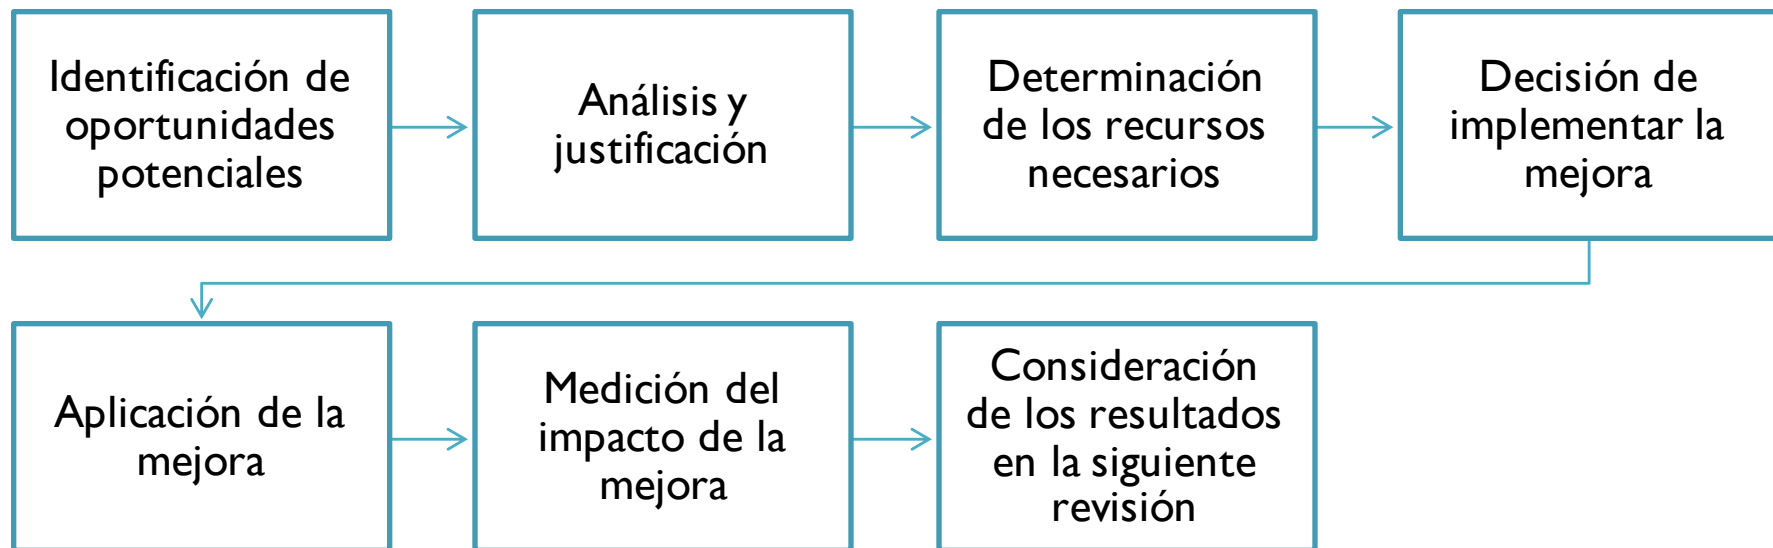 Identificación de
oportunidades
potenciales
Análisis y
justificación
Determinación
de los recursos
necesarios
Decisión de
implementar la
mejora
Aplicación de la
mejora
Medición del
impacto de la
mejora
Consideración
de los resultados
en la siguiente
revisión